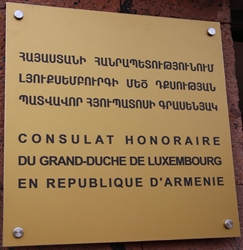 ՀԱՅԱՍՏԱՆԻ ՀԱՆՐԱՊԵՏՈՒԹՅՈՒՆՈՒՄ
ԼՅՈՒՔՍԵՄԲՈՒՐԳԻ ՄԵԾ ԴՔՍՈՒԹՅԱՆ
ՊԱՏՎԱՎՈՐ ՀՅՈՒՊԱՏՈՍԻ ԳՐԱՍԵՆՅԱԿ
CONSULAT HONORAIRE
DU GRAND-DUCHE DE LUXEMBOURG
EN REPUBLIQUE D'ARMENIE